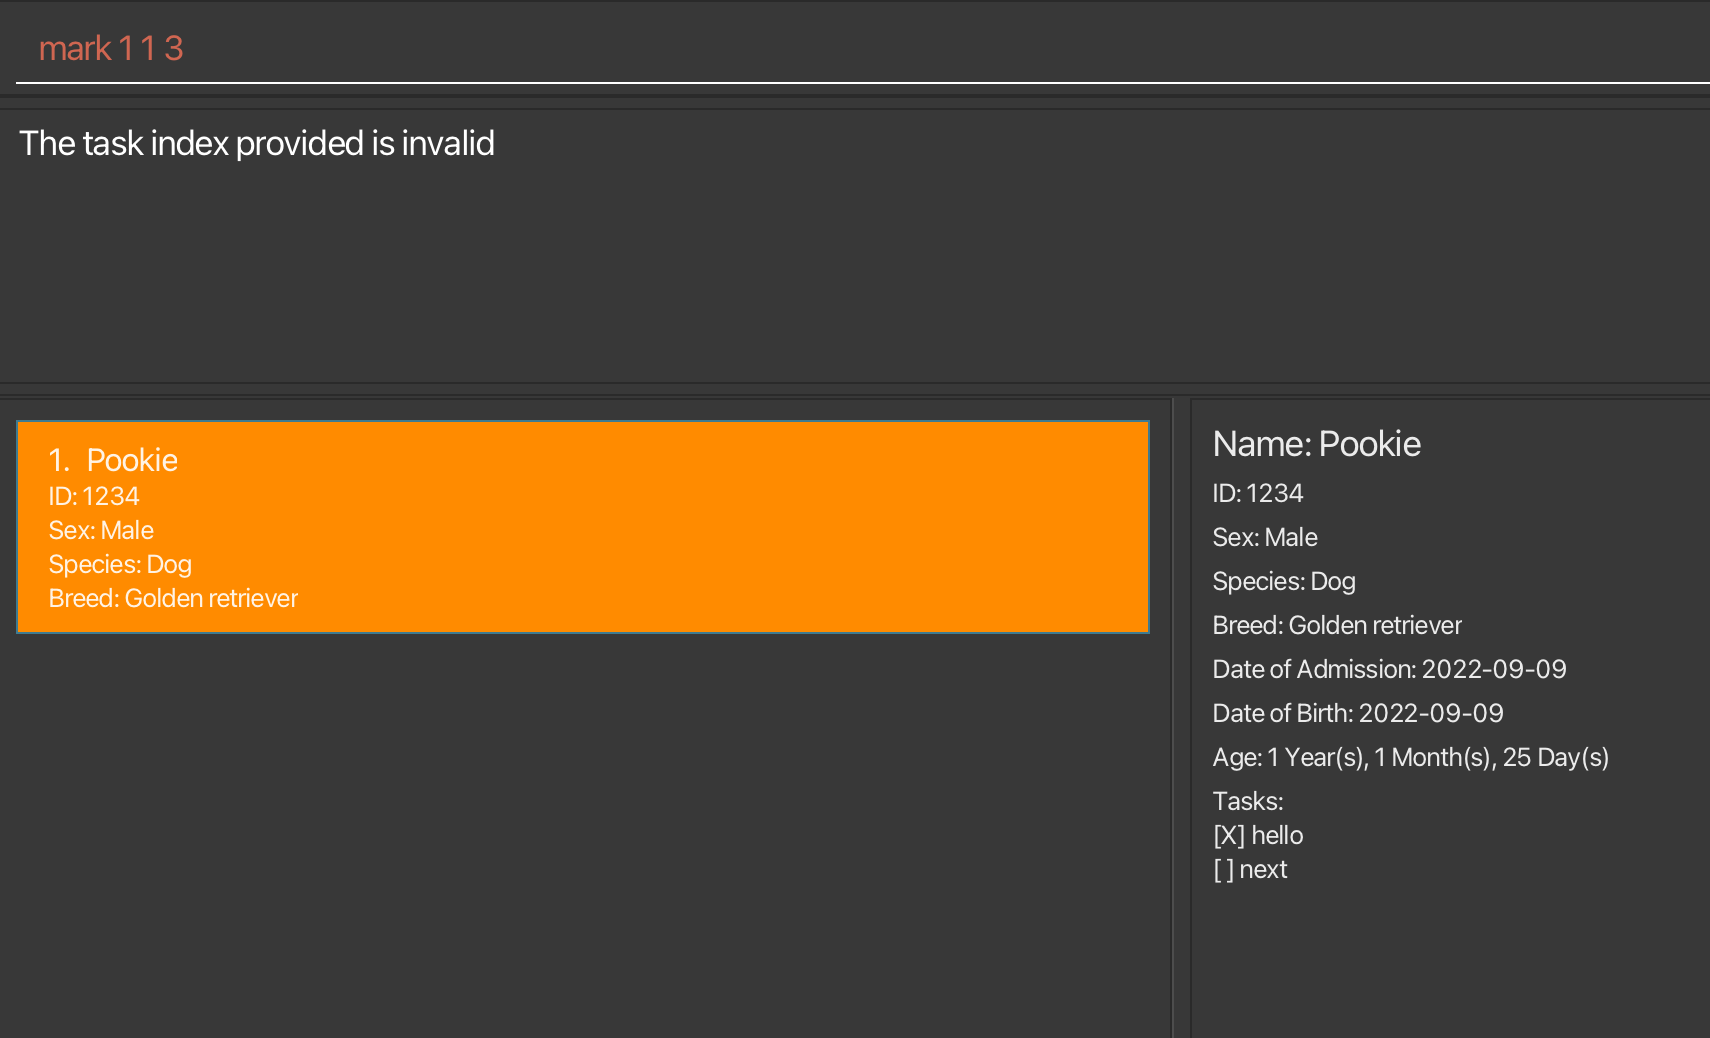 mark 1 1 3
The task index provided is invalid
1. Pookie
ID: 1234
Sex: Male
Species: Dog
Breed: Golden retriever
Name: Pookie
ID: 1234
Sex: Male
Species: Dog
Breed: Golden retriever
Date of Admission: 2022-09-09
Date of Birth: 2022-09-09
Age: 1 Year(s), 1 Month(s), 25 Day(s)
Tasks:
[X] hello
[ ] next